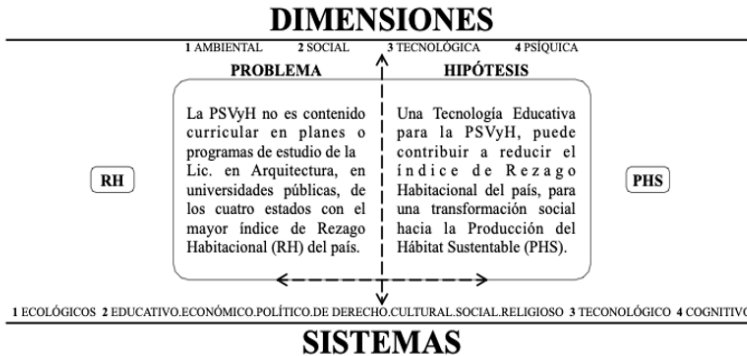 DIMENSIONES
1 AMBIENTAL 2 SOCIAL 3 TECNOLÓGICA 4 PSÍQUICA
PROBLEMA
La PSVyH no es contenido
curricular en planes o
programas de estudio de la
Lic. en Arquitectura, en
universidades públicas, de
los cuatro estados con el
mayor índice de Rezago
Habitacional (RH) del país.
HIPÓTESIS
Una Tecnología Educativa
para la PSVyH, puede
contribuir a reducir el
índice de Rezago
Habitacional del país, para
una transformación social
hacia la Producción del
Hábitat Sustentable (PHS).
RH
PHS
1 ECOLÓGICOS 2 EDUCATIVO.ECONÓMICO.POLÍTICO.DE DERECHO.CULTURAL.SOCIAL.RELIGIOSO 3 TECONOLÓGICO 4 COGNITIVO
SISTEMAS